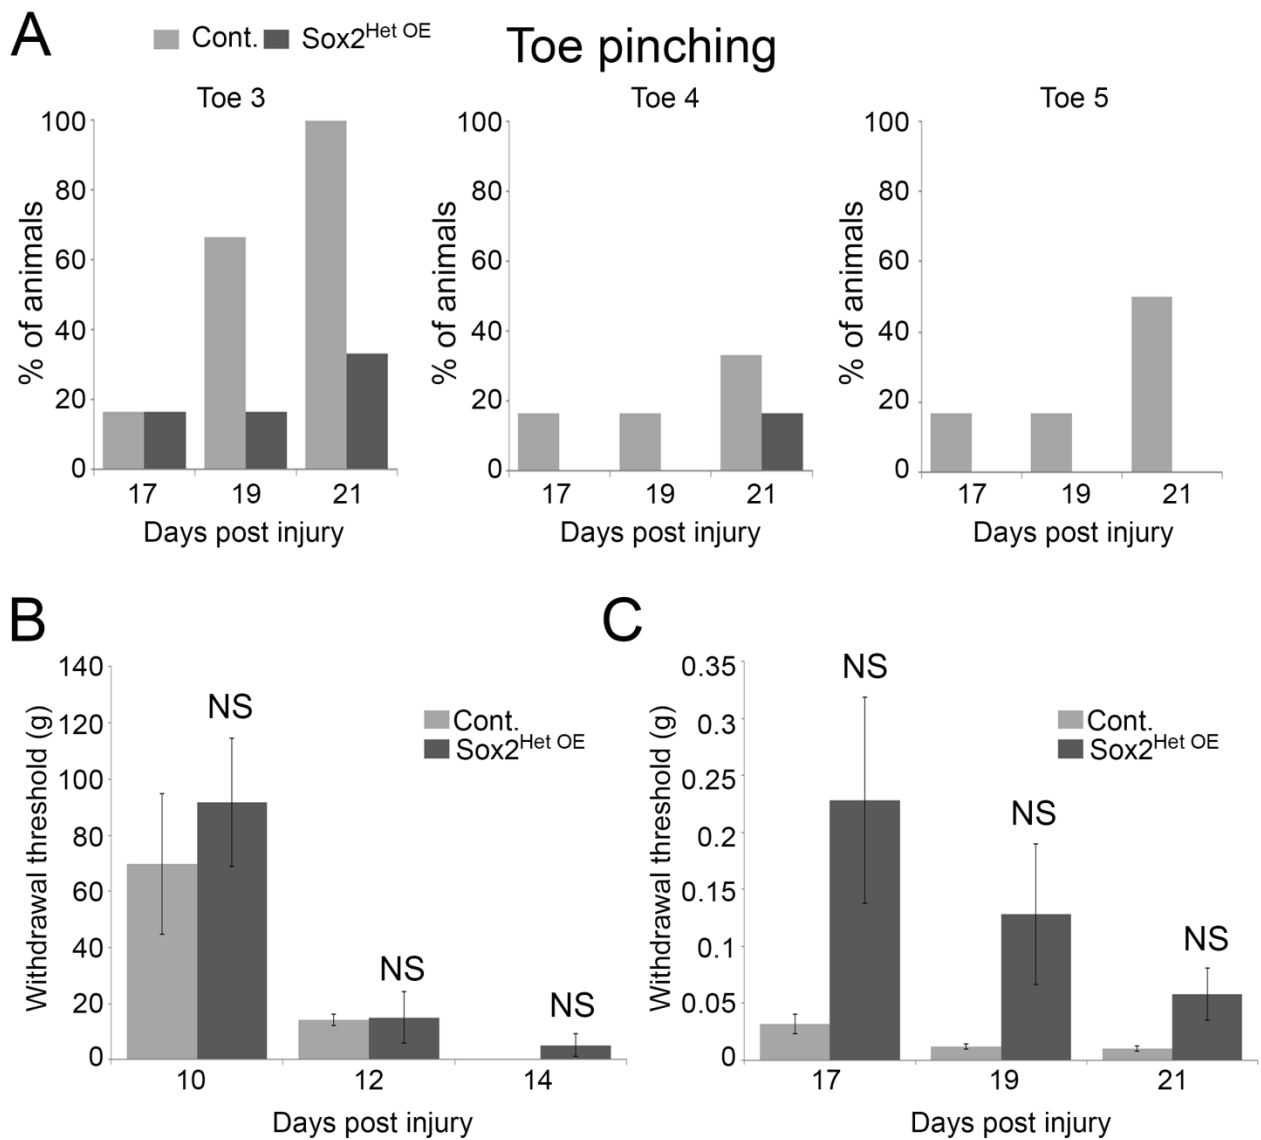 A
Cont. Sox2Het OE
Toe pinching
Toe 3
Toe 4
Toe 5
% of animals
100
80
60
40
20
0
17 19 21
Days post injury
% of animals
100
80
60
40
20
0
17 19 21
Days post injury
% of animals
100
80
60
40
20
0
17 19 21
Days post injury
B
Withdrawal threshold (g)
140
120
100
80
60
40
20
0
NS
NS
NS
Cont.
Sox2Het OE
10 12 14
Days post injury
C
Withdrawal threshold (g)
0.35
0.3
0.25
0.2
0.15
0.1
0.05
0
NS
NS
NS
Cont.
Sox2Het OE
17 19 21
Days post injury